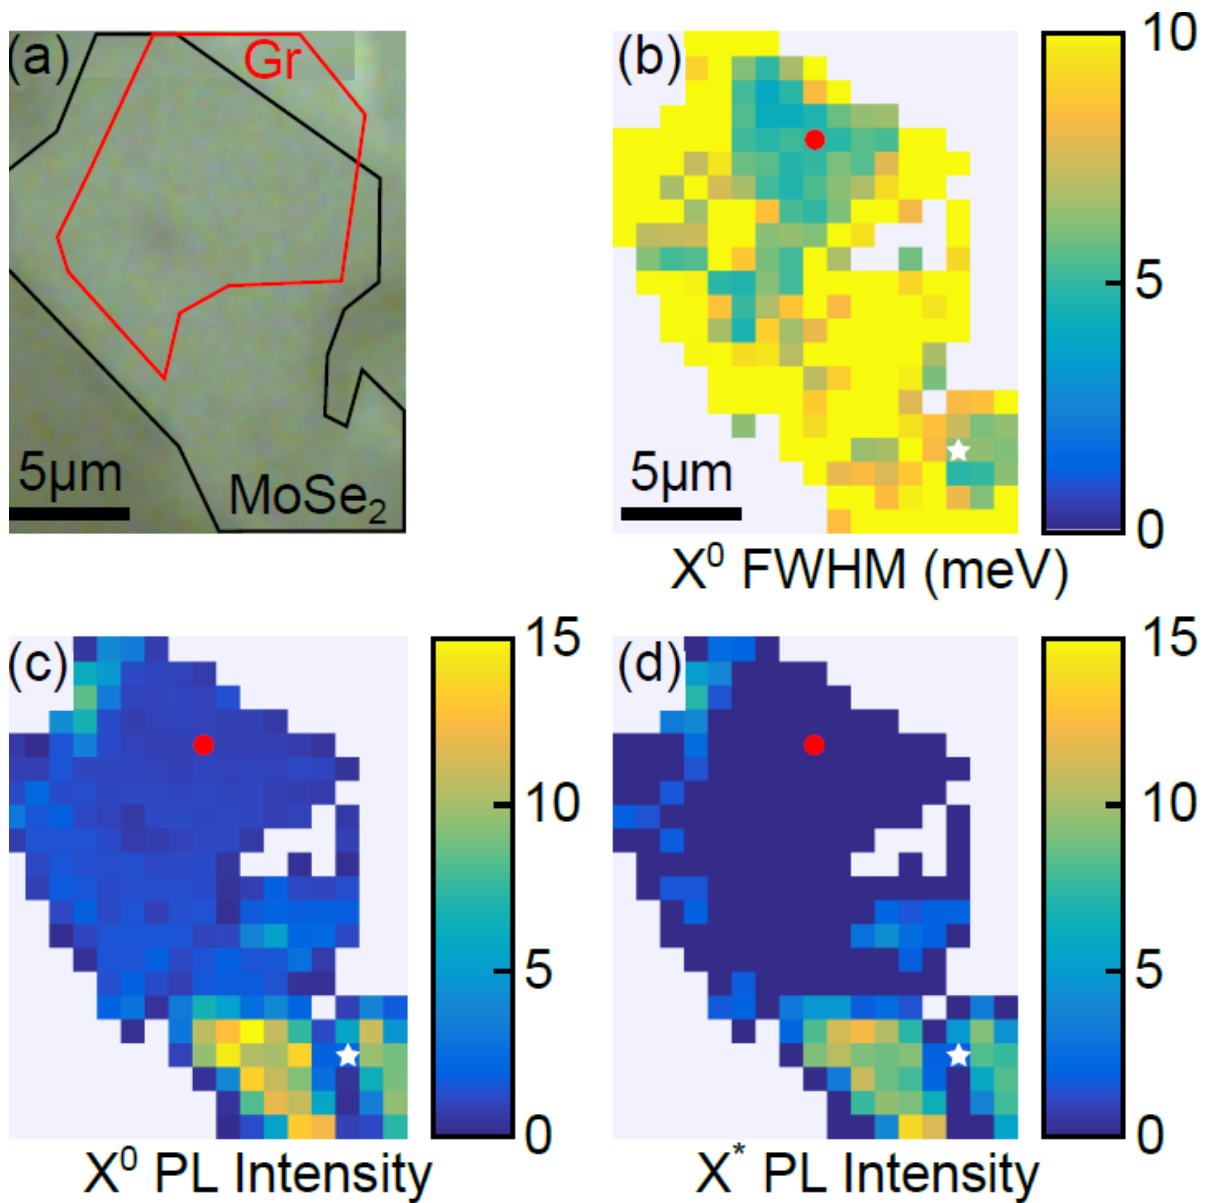 (a)
Gr
5μm
MoSe₂
(b)
5μm
10
5
0
X⁰ FWHM (meV)
(c)
15
10
5
0
X⁰ PL Intensity
(d)
15
10
5
0
X* PL Intensity